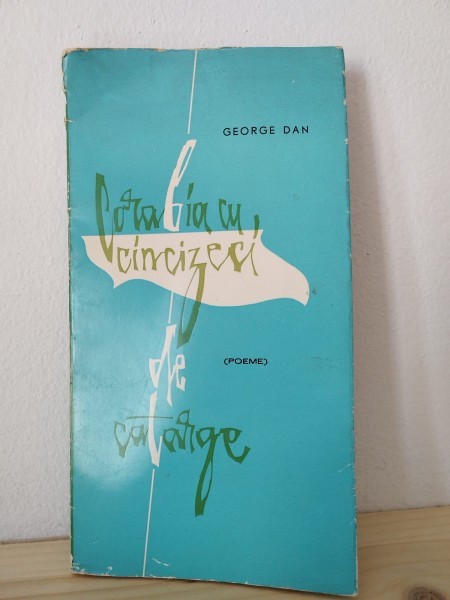 GEORGE DAN
Corabia cu
cincizeci
de
catarge
(POEME)